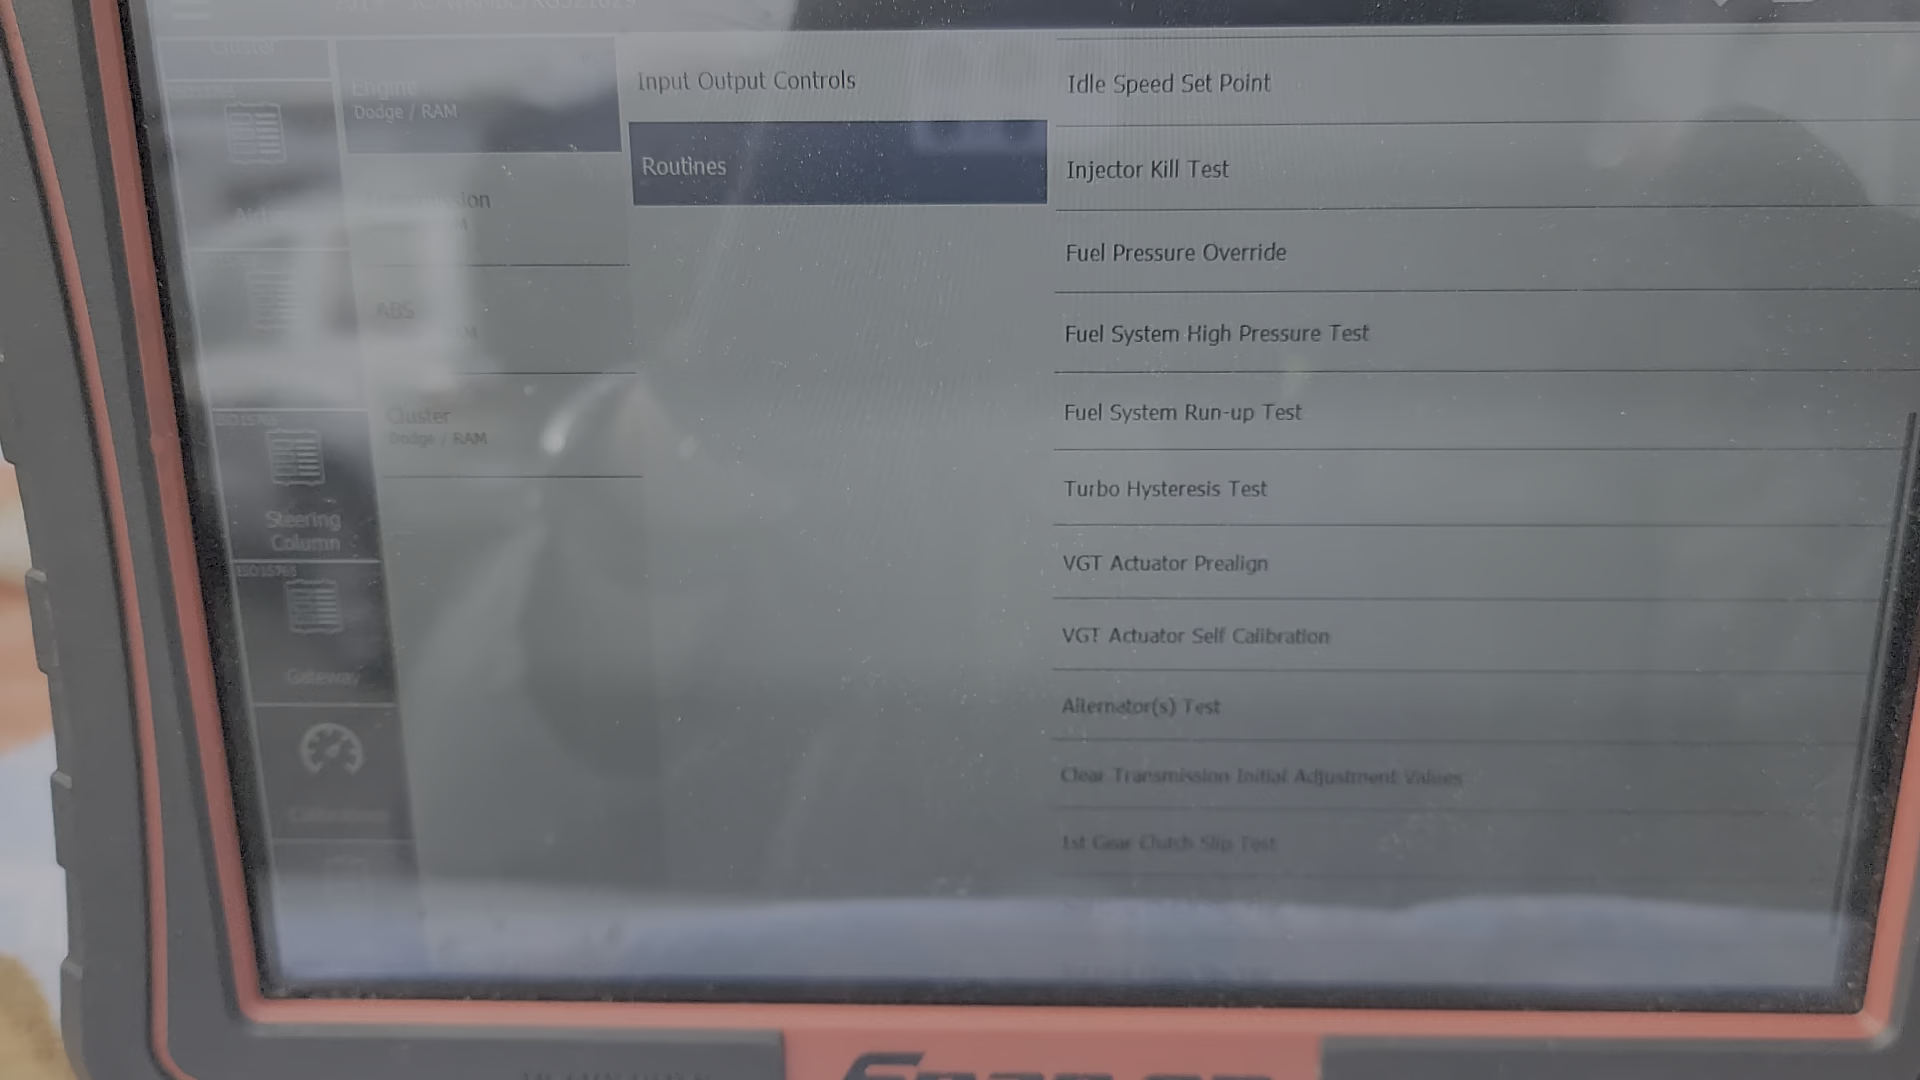 Cluster
Engine
Dodge / RAM
ABS
Cluster
Dodge / RAM
ISO15765
Steering
Column
ISO15765
Gateway
Input Output Controls
Routines
Idle Speed Set Point
Injector Kill Test
Fuel Pressure Override
Fuel System High Pressure Test
Fuel System Run-up Test
Turbo Hysteresis Test
VGT Actuator Prealign
VGT Actuator Self Calibration
Alternator(s) Test
Clear Transmission Initial Adjustment Values
1st Gear Clutch Slip Test